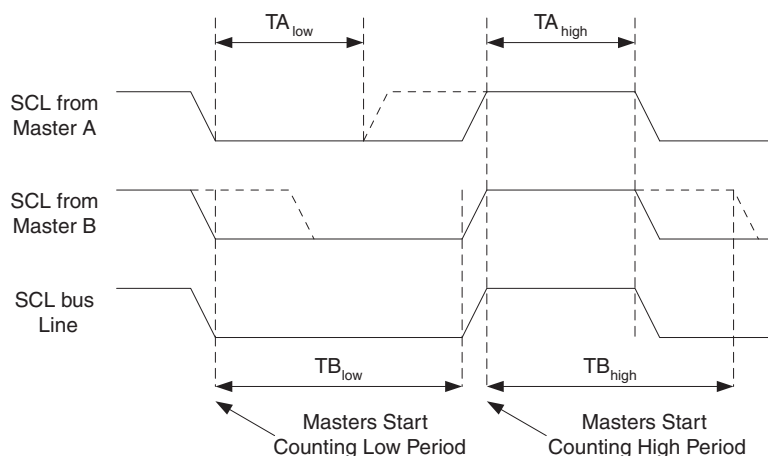 TA low
TA high
SCL from
Master A
SCL from
Master B
SCL bus
Line
TB low
TB high
Masters Start
Counting Low Period
Masters Start
Counting High Period